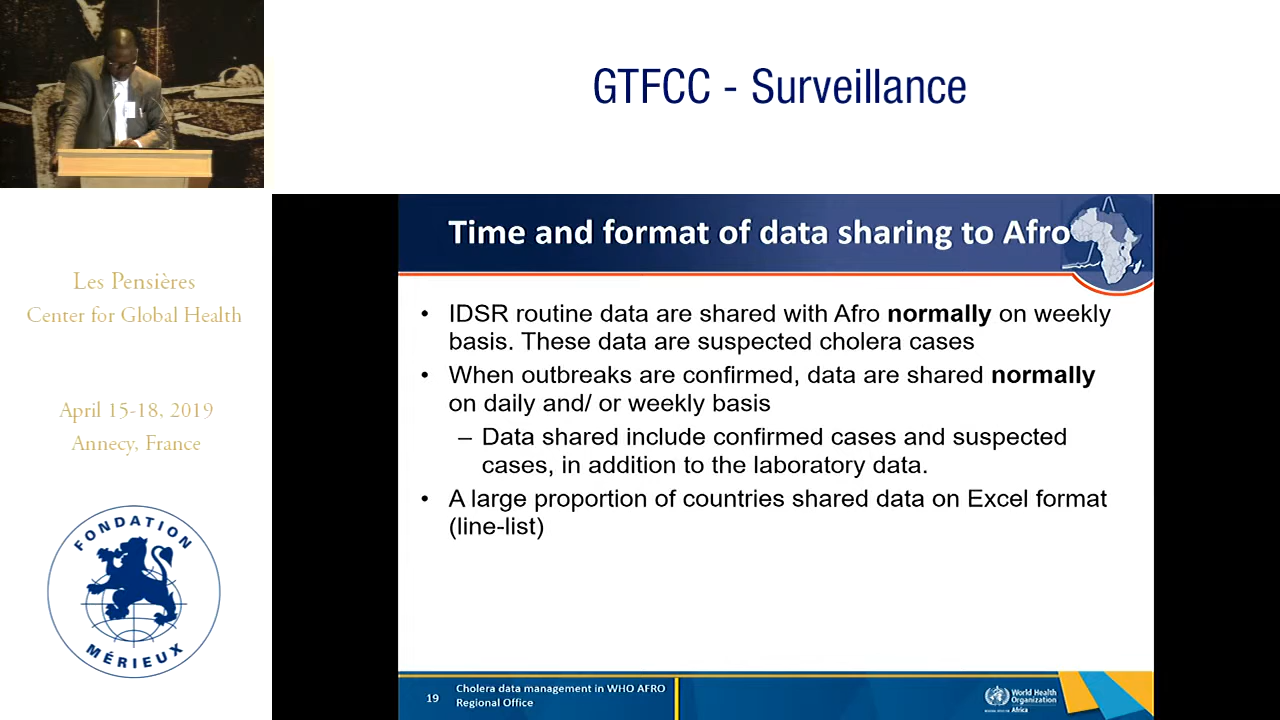 GTFCC - Surveillance
Les Pensières
Center for Global Health
April 15-18, 2019
Annecy, France
FONDATION
MÉRIEUX
Time and format of data sharing to Afro
• IDSR routine data are shared with Afro normally on weekly
basis. These data are suspected cholera cases
• When outbreaks are confirmed, data are shared normally
on daily and/ or weekly basis
– Data shared include confirmed cases and suspected
cases, in addition to the laboratory data.
• A large proportion of countries shared data on Excel format
(line-list)
19
Cholera data management in WHO AFRO
Regional Office
World Health
Organization
REGIONAL OFFICE FOR Africa